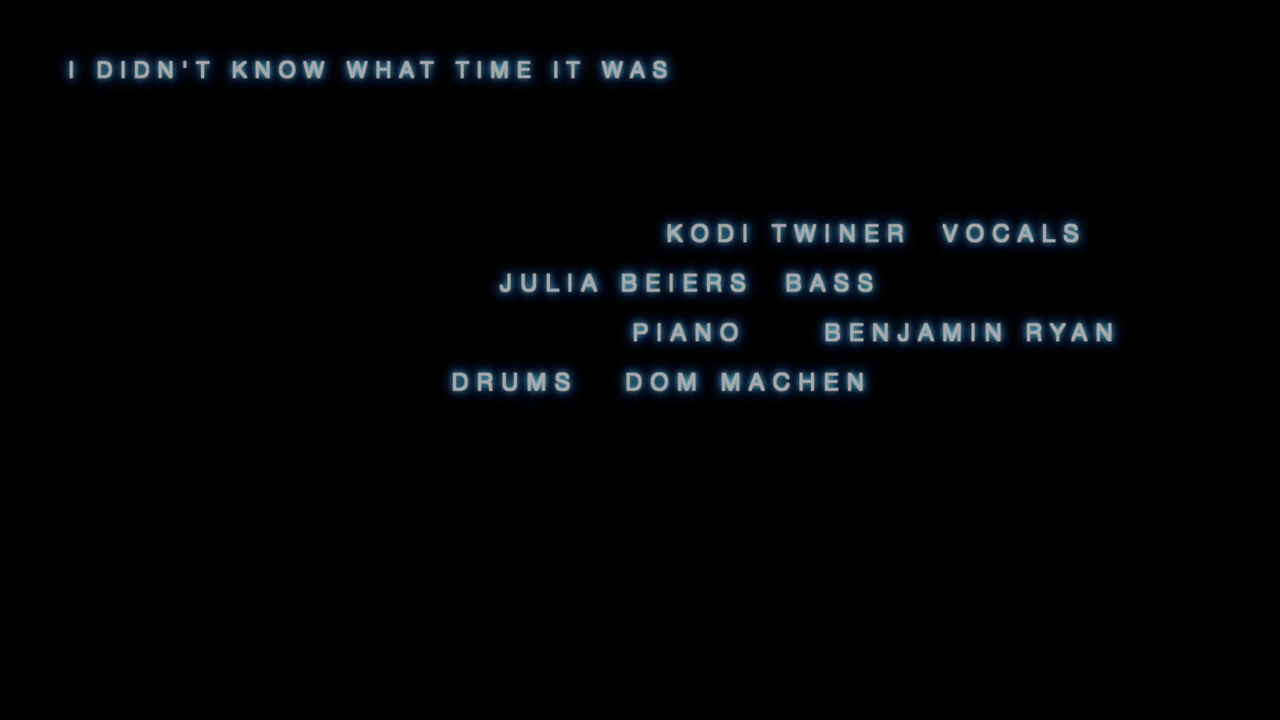 I DIDN'T KNOW WHAT TIME IT WAS
KODI TWINER VOCALS
JULIA BEIERS BASS
PIANO BENJAMIN RYAN
DRUMS DOM MACHEN